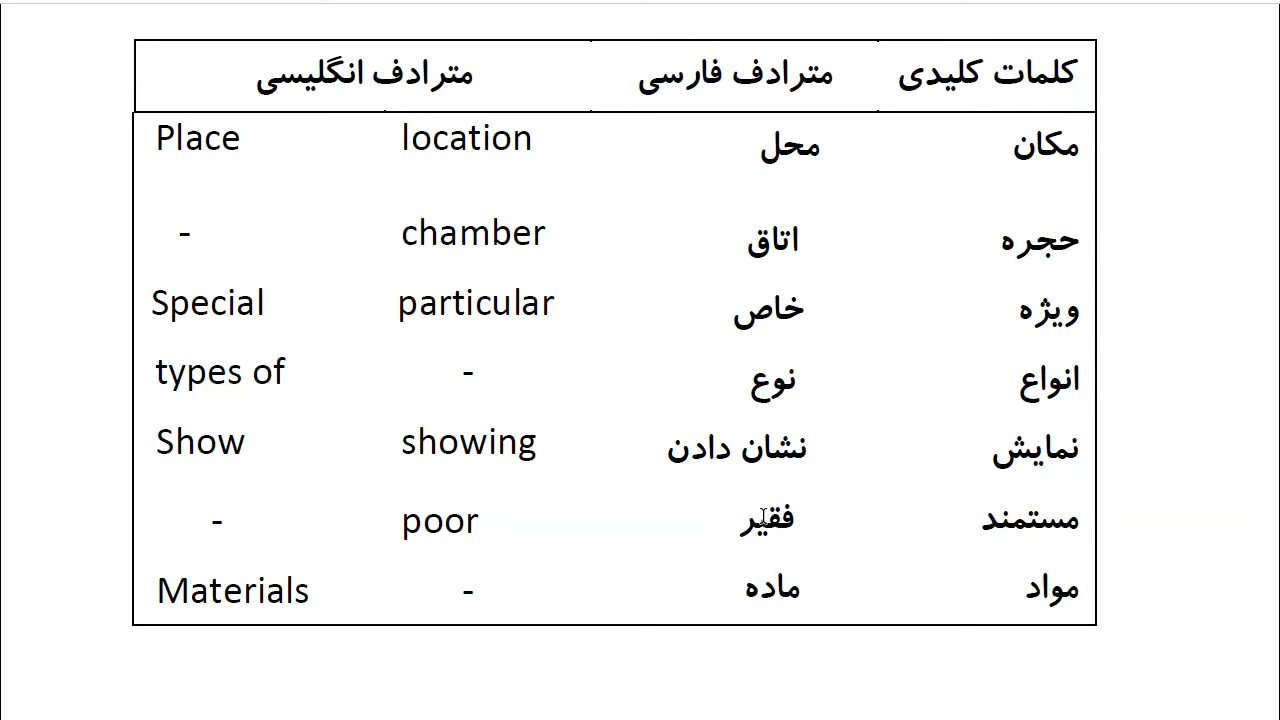 کلمات کلیدی مترادف فارسی مترادف انگلیسی
مکان محل location Place
حجره اتاق chamber -
ویژه خاص particular Special
انواع نوع - types of
نمایش نشان دادن showing Show
مستمند فقیر poor -
مواد ماده - Materials